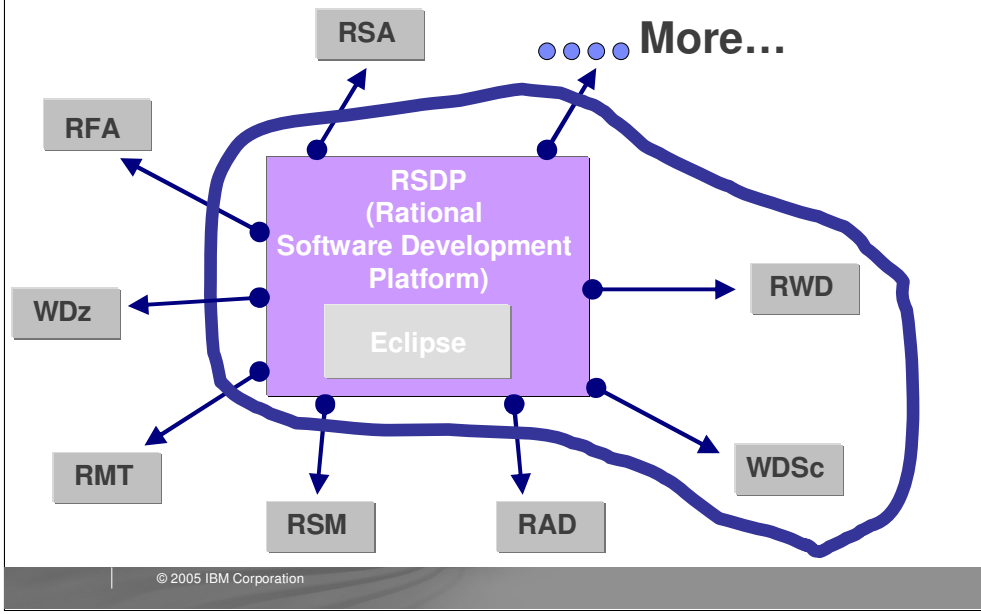 RSA
More…
RFA
RSDP
(Rational
Software Development
Platform)
RWD
WDz
Eclipse
RMT
WDSc
RSM
RAD
© 2005 IBM Corporation